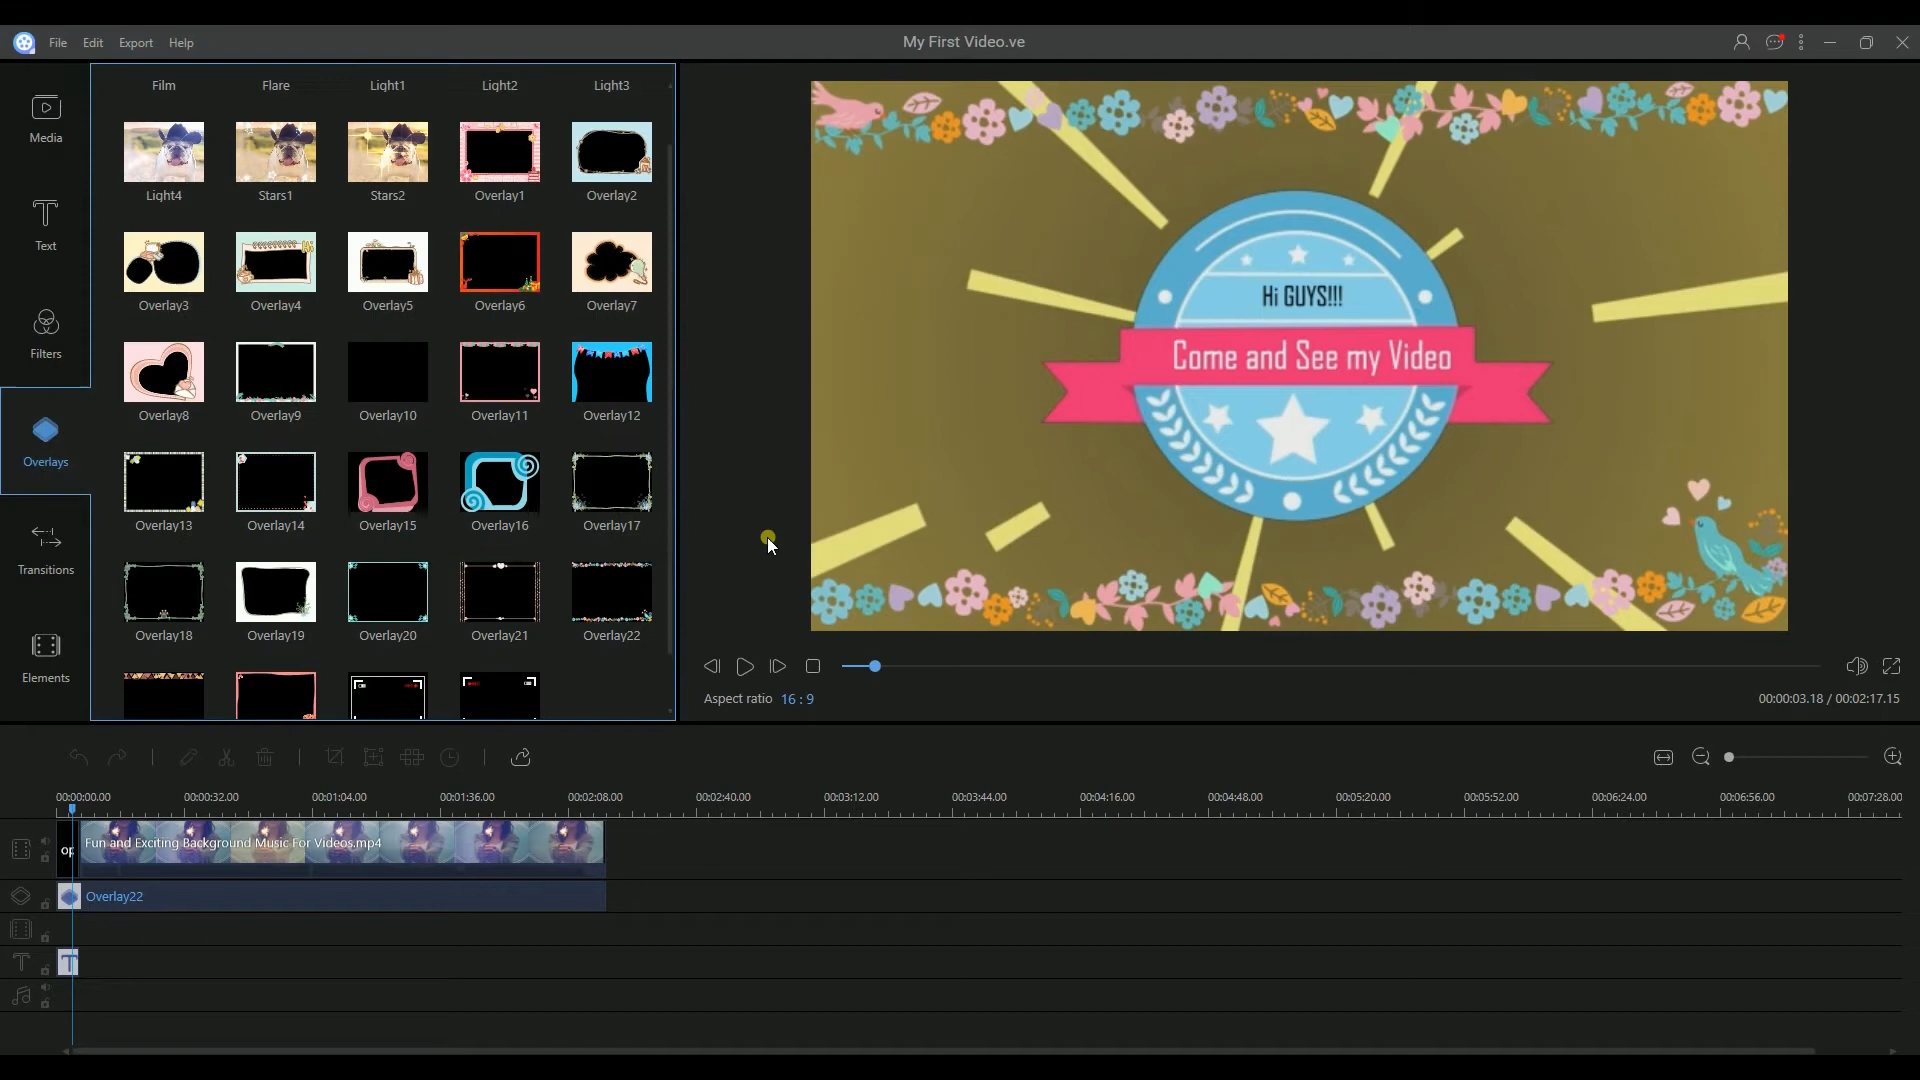 File Edit Export Help
My First Video.ve
Media
Text
Filters
Overlays
Transitions
Elements
Film Flare Light1 Light2 Light3
Light4 Stars1 Stars2 Overlay1 Overlay2
Overlay3 Overlay4 Overlay5 Overlay6 Overlay7
Overlay8 Overlay9 Overlay10 Overlay11 Overlay12
Overlay13 Overlay14 Overlay15 Overlay16 Overlay17
Overlay18 Overlay19 Overlay20 Overlay21 Overlay22
Hi GUYS!!!
Come and See my Video
Aspect ratio 16 : 9
00:00:03.18 / 00:02:17.15
00:00:00.00 00:00:32.00 00:01:04.00 00:01:36.00 00:02:08.00 00:02:40.00 00:03:12.00 00:03:44.00 00:04:16.00 00:04:48.00 00:05:20.00 00:05:52.00 00:06:24.00 00:06:56.00 00:07:28.00
op Fun and Exciting Background Music For Videos.mp4
Overlay22